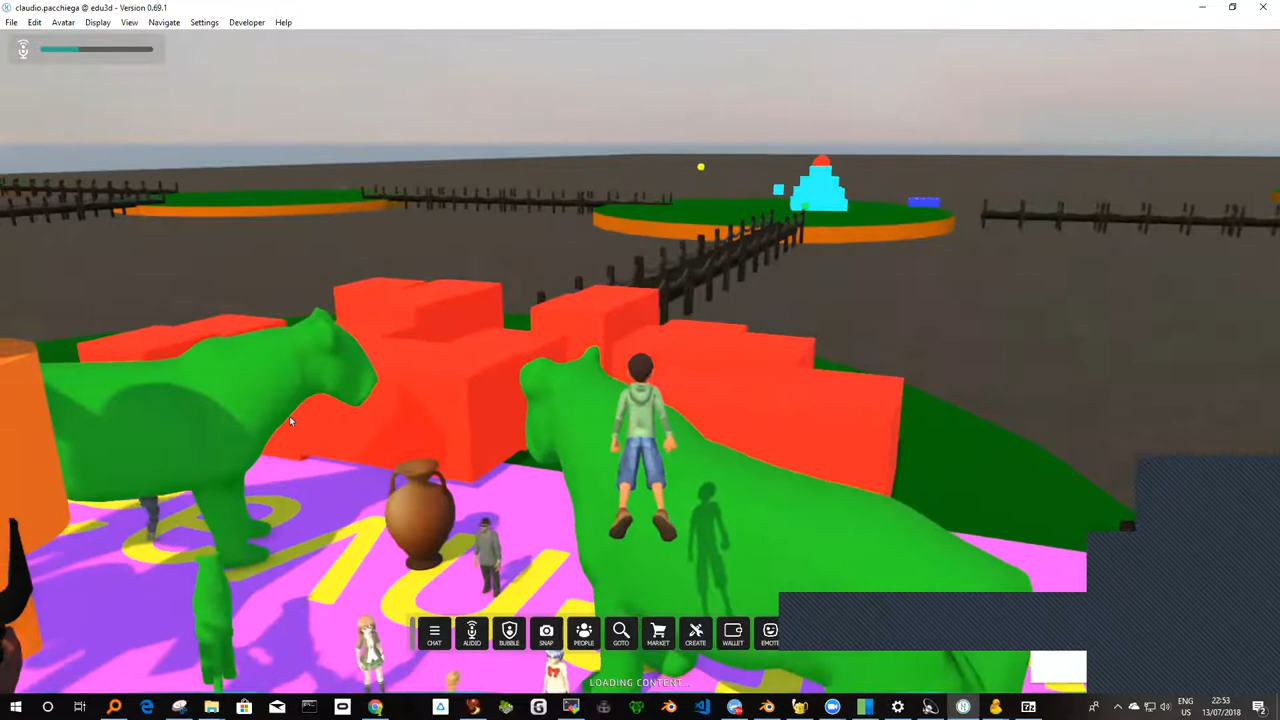 claudio.pacchiega @ edu3d - Version 0.69.1
File Edit Avatar Display View Navigate Settings Developer Help
CHAT AUDIO BUBBLE SNAP PEOPLE GOTO MARKET CREATE WALLET EMOTE
LOADING CONTENT...
ENG 22:53
US 13/07/2018